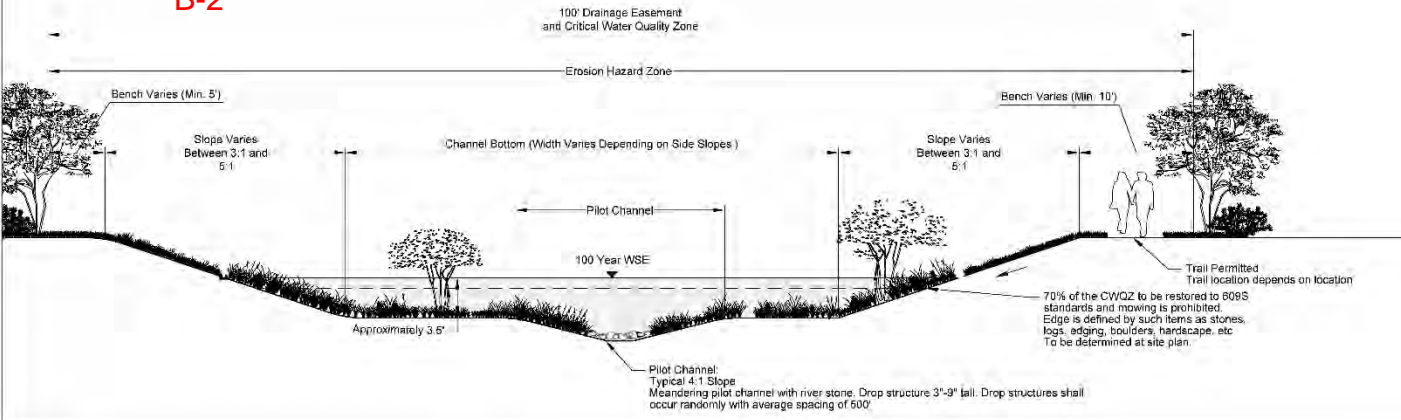 B-2
100' Drainage Easement
and Critical Water Quality Zone
Erosion Hazard Zone
Bench Varies (Min. 5')
Bench Varies (Min. 10')
Slope Varies
Between 3:1 and
5:1
Channel Bottom (Width Varies Depending on Side Slopes )
Slope Varies
Between 3:1 and
5:1
Pilot Channel
100 Year WSE
Approximately 3.5'
Trail Permitted
Trail location depends on location
70% of the CWQZ to be restored to 609S
standards and mowing is prohibited.
Edge is defined by such items as stones,
logs, edging, boulders, hardscape, etc
To be determined at site plan.
Pilot Channel:
Typical 4:1 Slope
Meandering pilot channel with river stone. Drop structure 3"-9" tall. Drop structures shall
occur randomly with average spacing of 500'